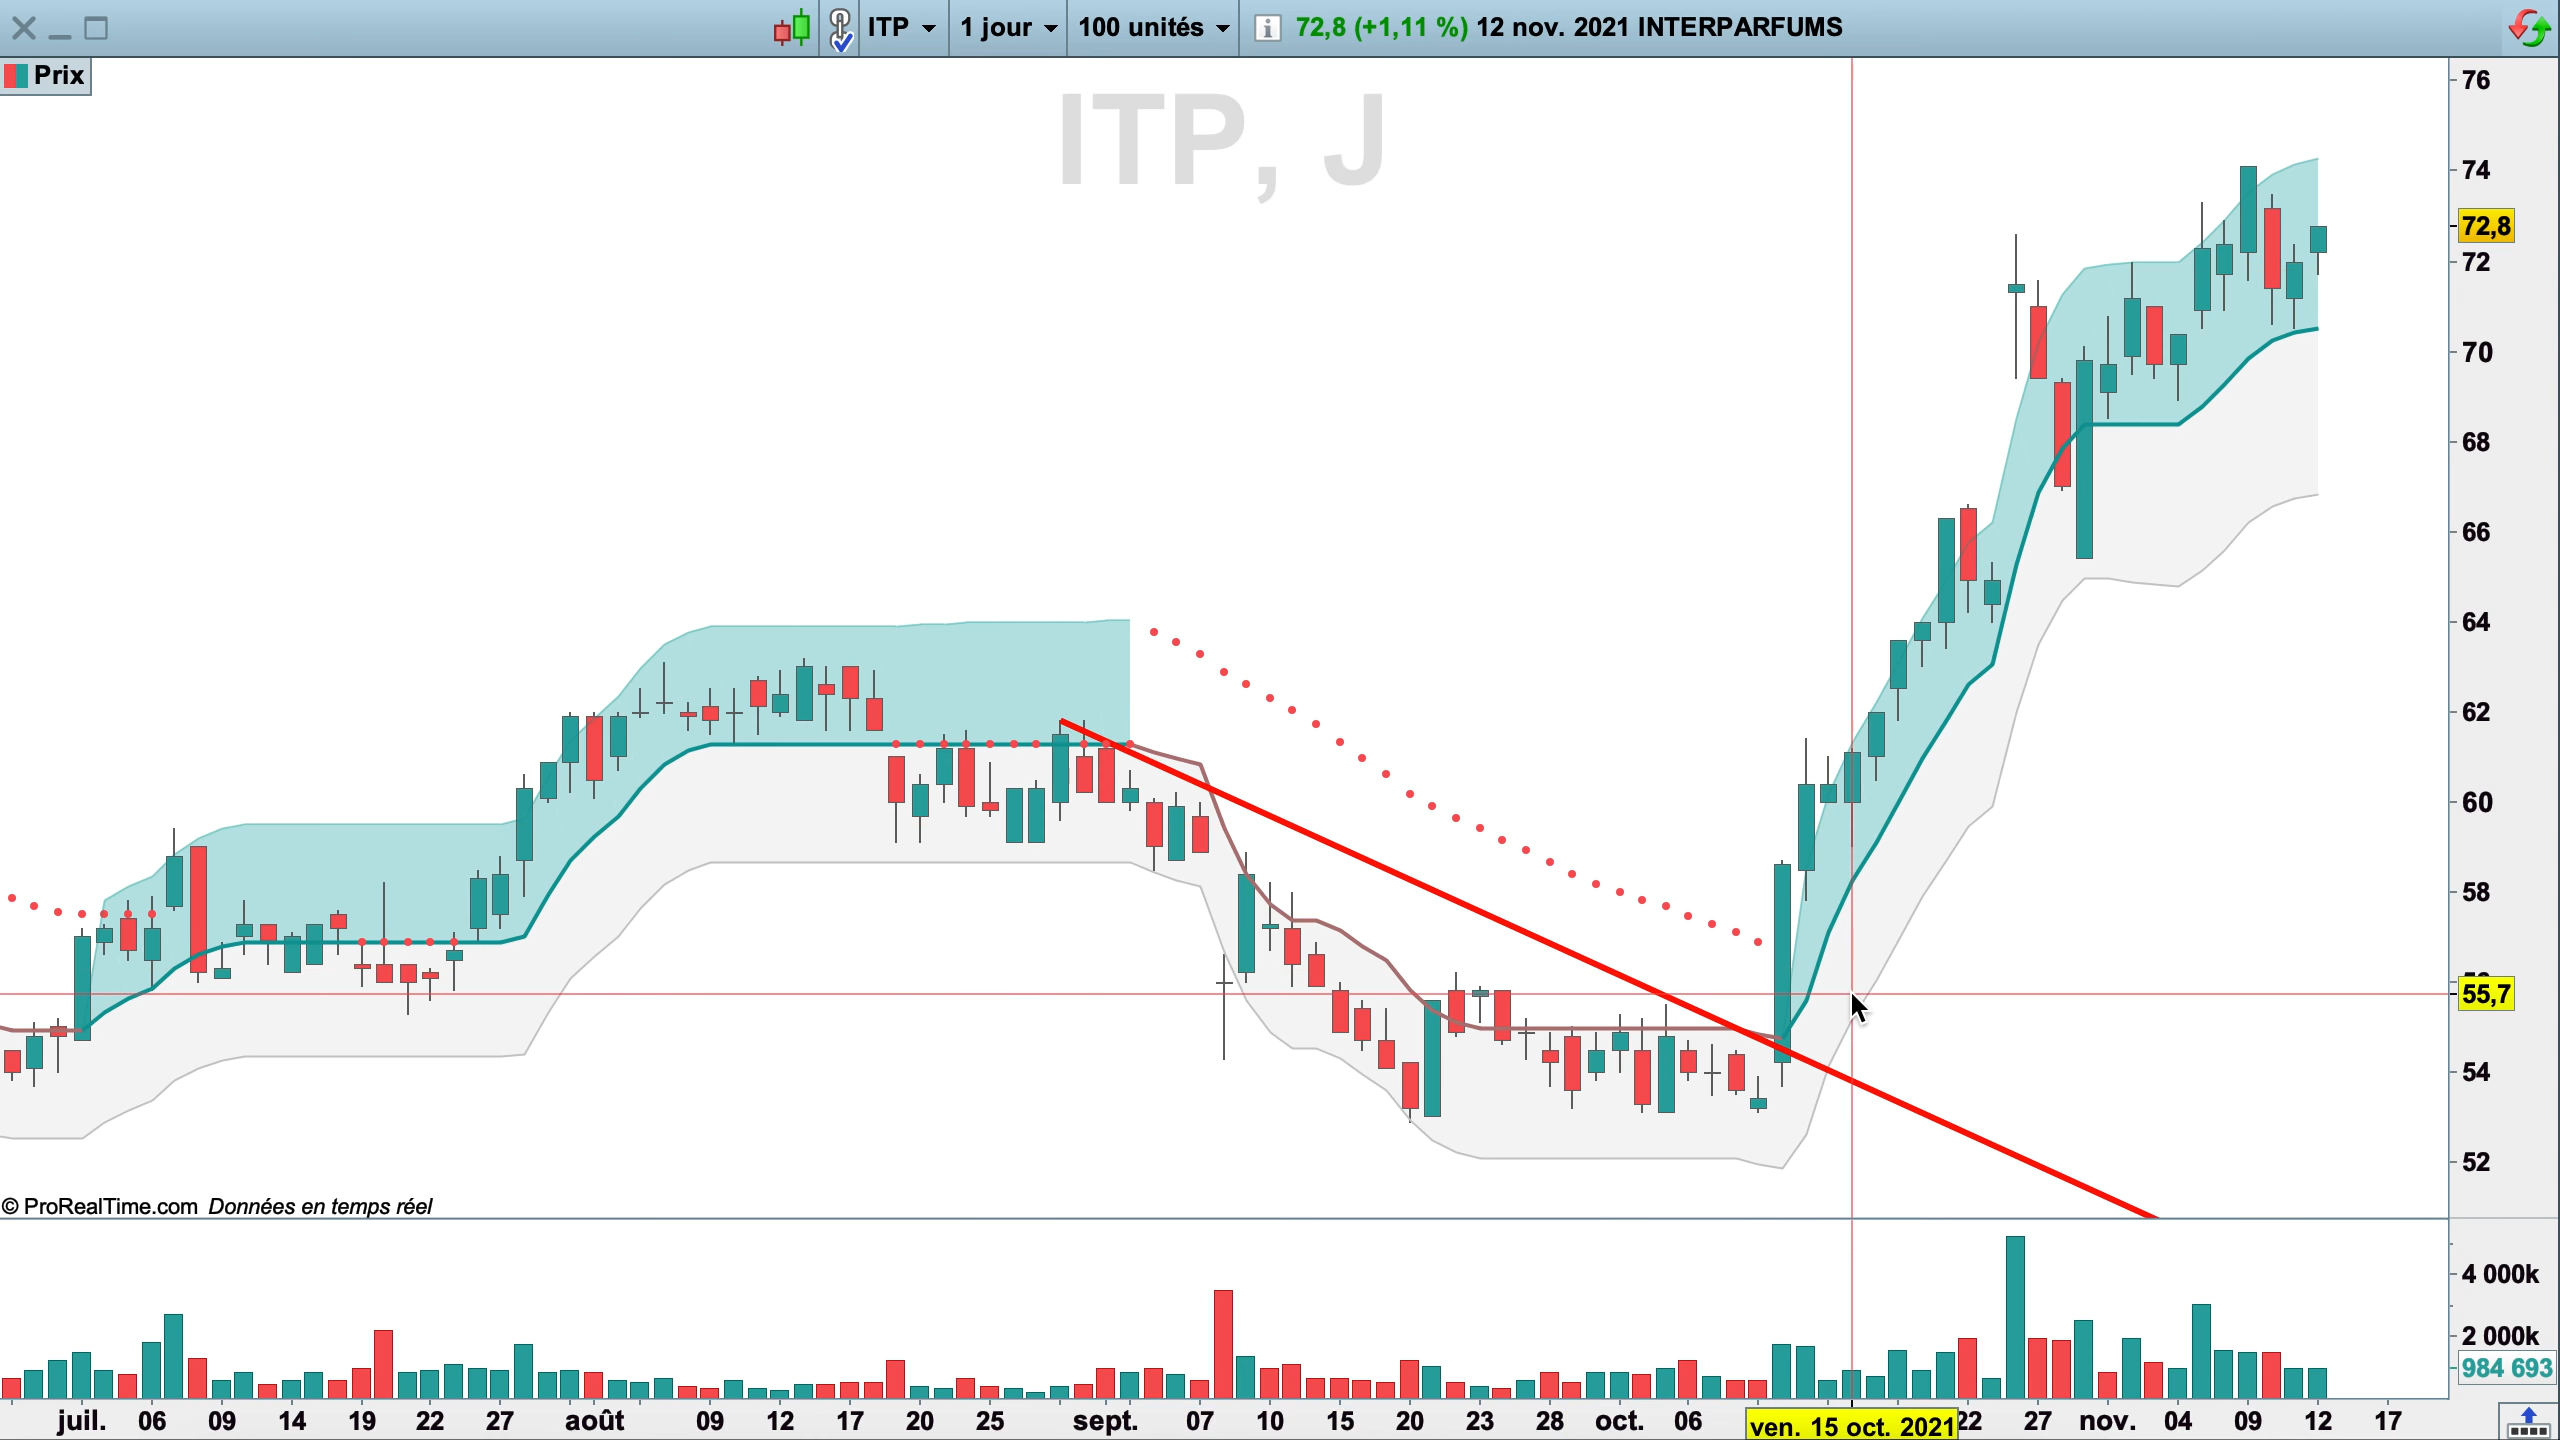 ITP 1 jour 100 unités 72,8 (+1,11 %) 12 nov. 2021 INTERPARFUMS
Prix
ITP, J
76
74
72,8
72
70
68
66
64
62
60
58
55,7
54
52
© ProRealTime.com Données en temps réel
4 000k
2 000k
984 693
juil. 06 09 14 19 22 27 août 09 12 17 20 25 sept. 07 10 15 20 23 28 oct. 06 ven. 15 oct. 2021 22 27 nov. 04 09 12 17